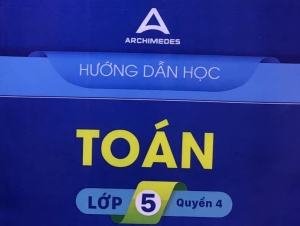 ARCHIMEDES
HƯỚNG DẪN HỌC
TOÁN
LỚP 5 Quyển 4